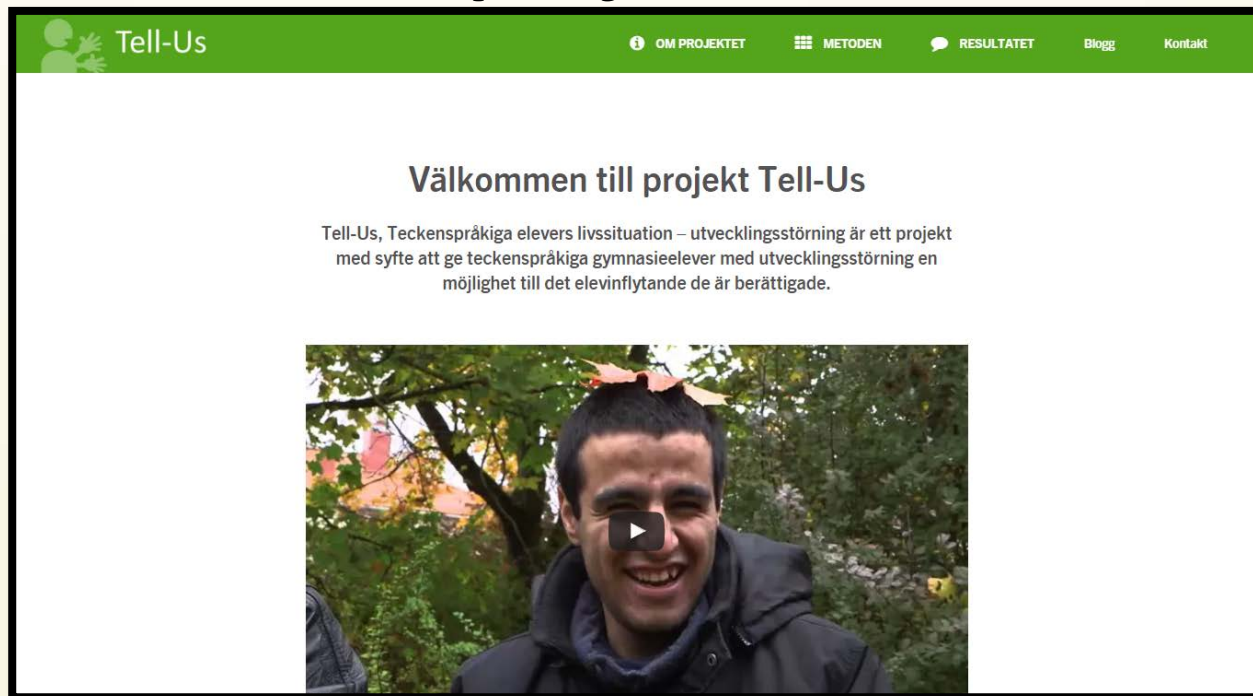 Tell-Us
OM PROJEKTET
METODEN
RESULTATET
Blogg
Kontakt
Välkommen till projekt Tell-Us
Tell-Us, Teckenspråkiga elevers livssituation – utvecklingsstörning är ett projekt
med syfte att ge teckenspråkiga gymnasieelever med utvecklingsstörning en
möjlighet till det elevinflytande de är berättigade.